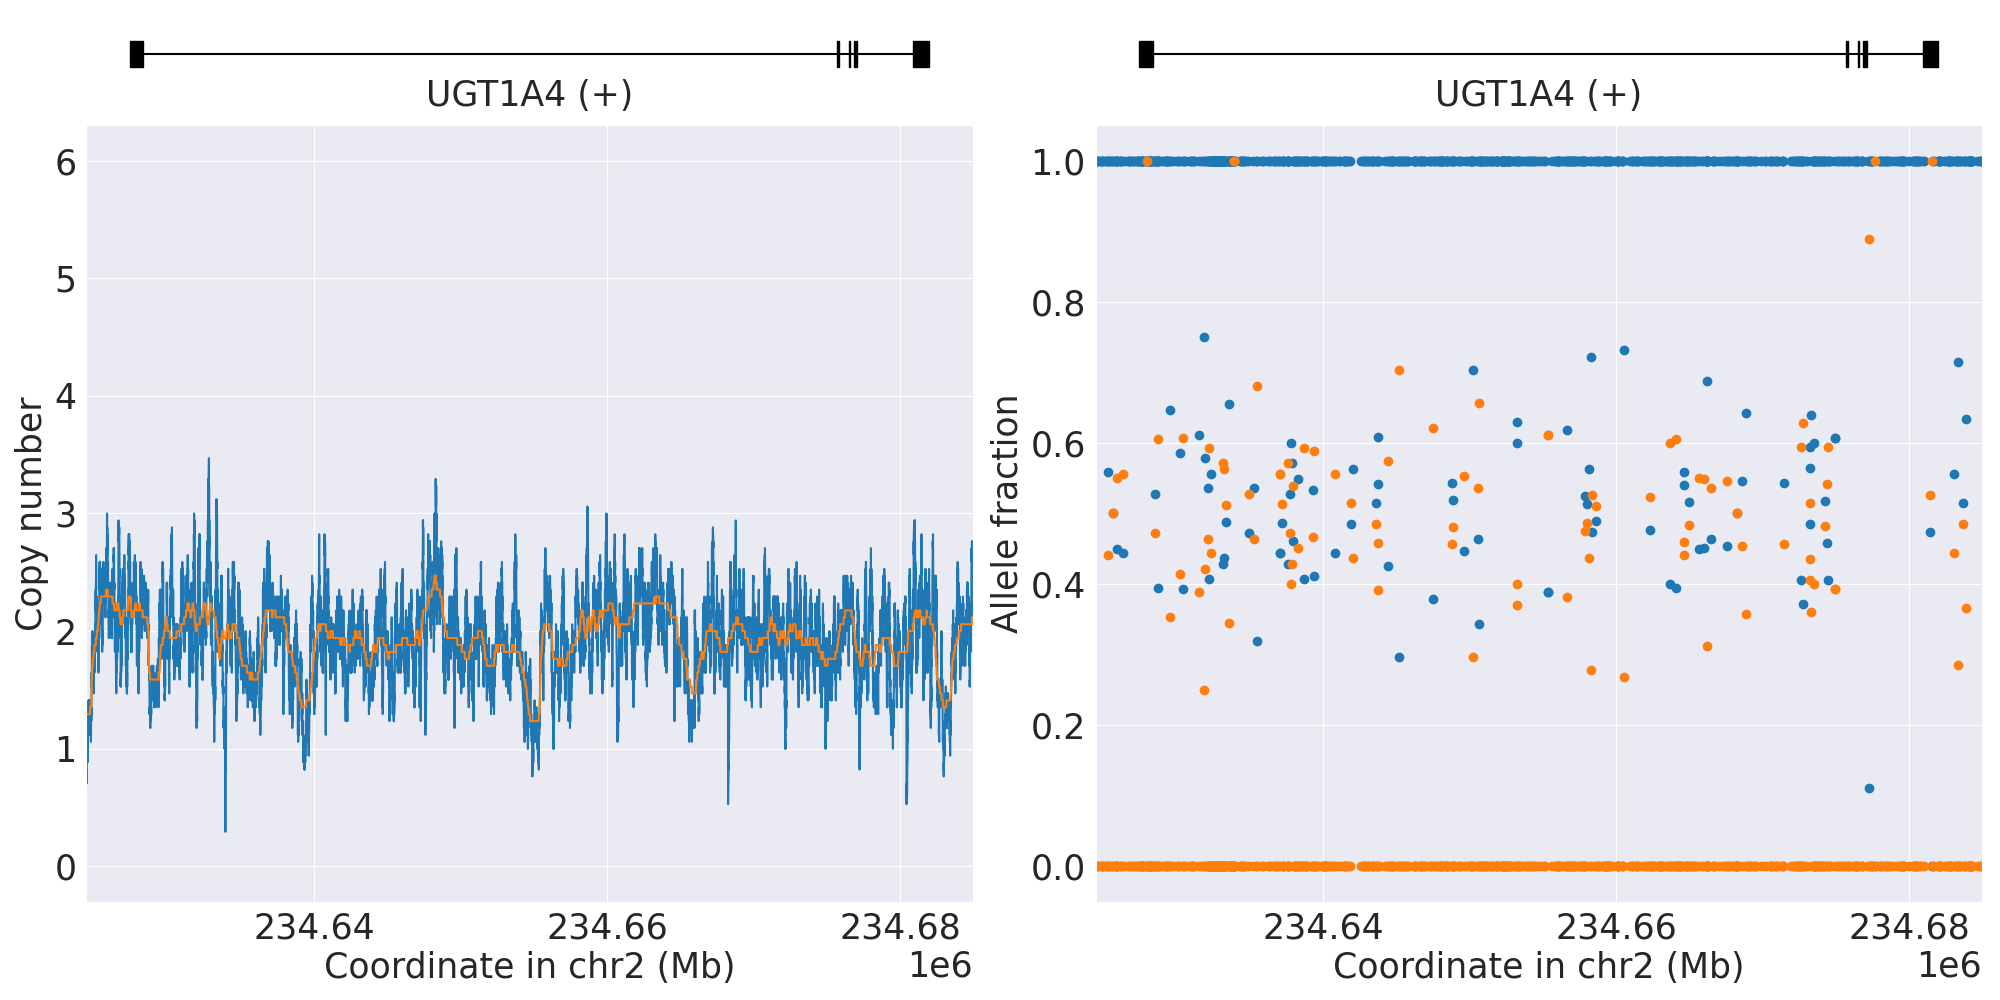 UGT1A4 (+)
6
5
4
3
2
1
0
Copy number
234.64 234.66 234.68
Coordinate in chr2 (Mb)
1e6
UGT1A4 (+)
1.0
0.8
0.6
0.4
0.2
0.0
Allele fraction
234.64 234.66 234.68
Coordinate in chr2 (Mb)
1e6